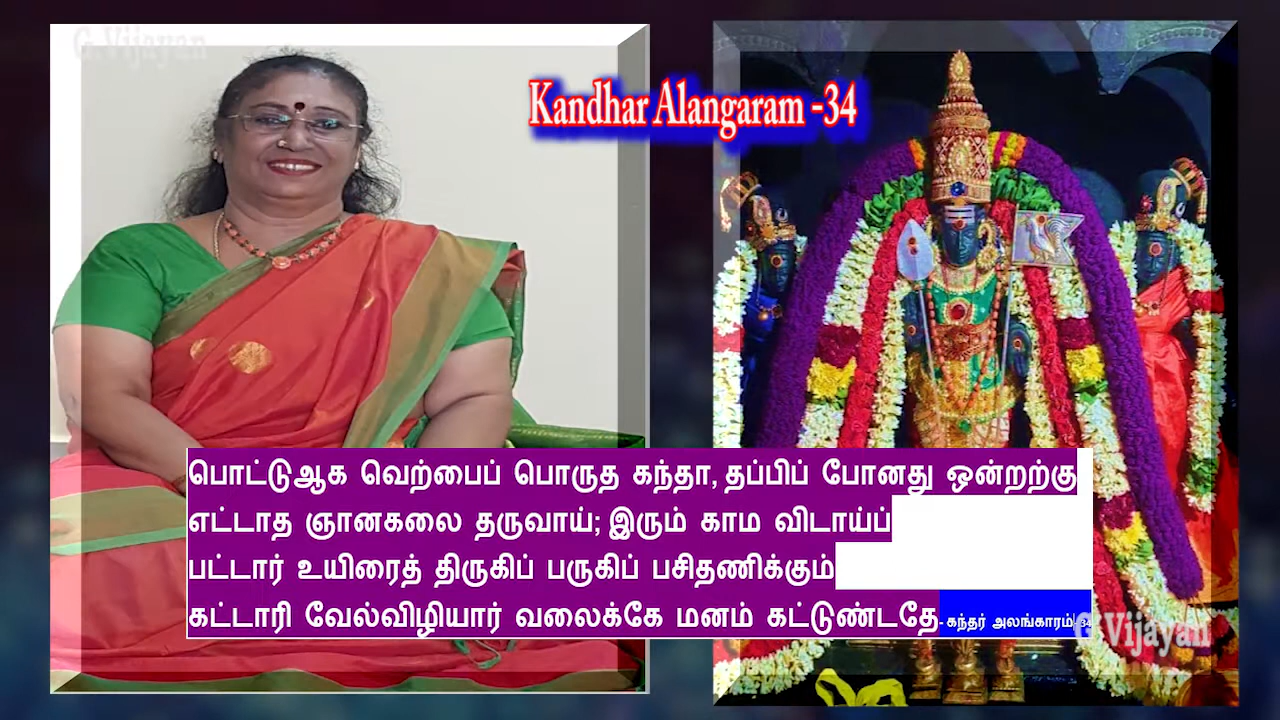 G.Vijayan
Kandhar Alangaram -34
பொட்டுஆக வெற்பைப் பொருத கந்தா, தப்பிப் போனது ஒன்றற்கு
எட்டாத ஞானகலை தருவாய்; இரும் காம விடாய்ப்
பட்டார் உயிரைத் திருகிப் பருகிப் பசிதணிக்கும்
கட்டாரி வேல்விழியார் வலைக்கே மனம் கட்டுண்டதே - கந்தர் அலங்காரம்- 34
G.Vijayan